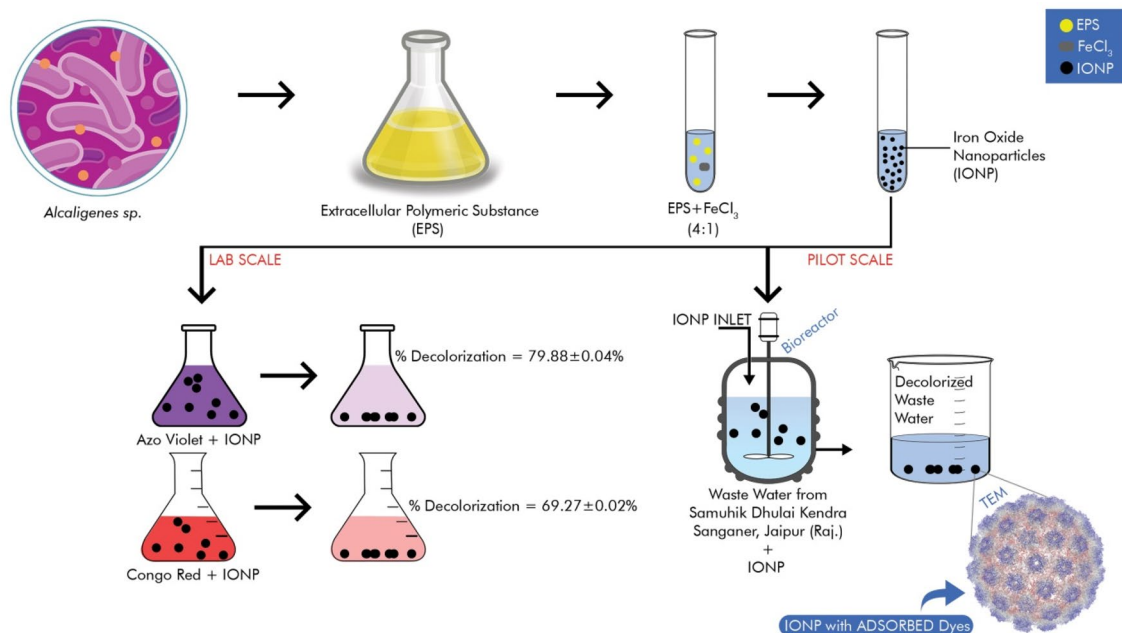 EPS
FeCl₃
IONP
Iron Oxide
Nanoparticles
(IONP)
Alcaligenes sp.
Extracellular Polymeric Substance
(EPS)
EPS+FeCl₃
(4:1)
LAB SCALE
PILOT SCALE
IONP INLET
Bioreactor
% Decolorization = 79.88±0.04%
Decolorized
Waste
Water
Azo Violet + IONP
% Decolorization = 69.27±0.02%
Waste Water from
Samuhik Dhulai Kendra
Sanganer, Jaipur (Raj.)
+
IONP
TEM
Congo Red + IONP
IONP with ADSORBED Dyes